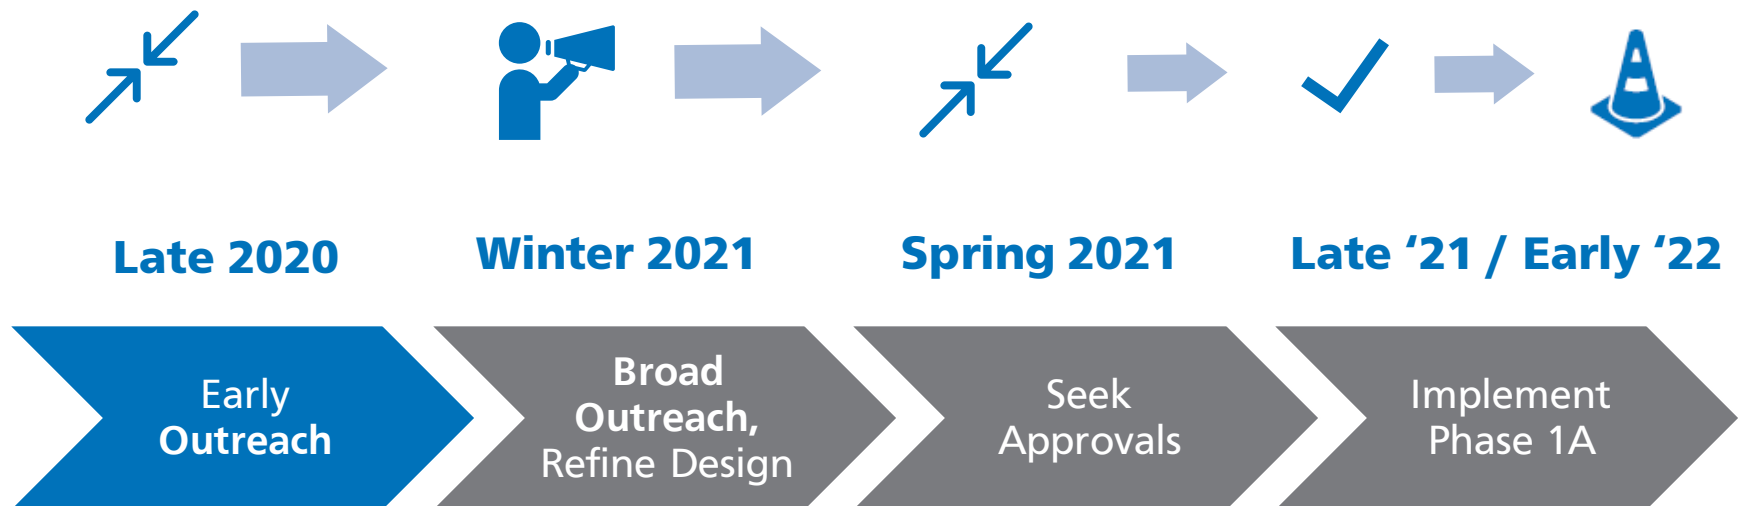 Late 2020
Winter 2021
Spring 2021
Late ‘21 / Early ‘22
Early
Outreach
Broad
Outreach,
Refine Design
Seek
Approvals
Implement
Phase 1A